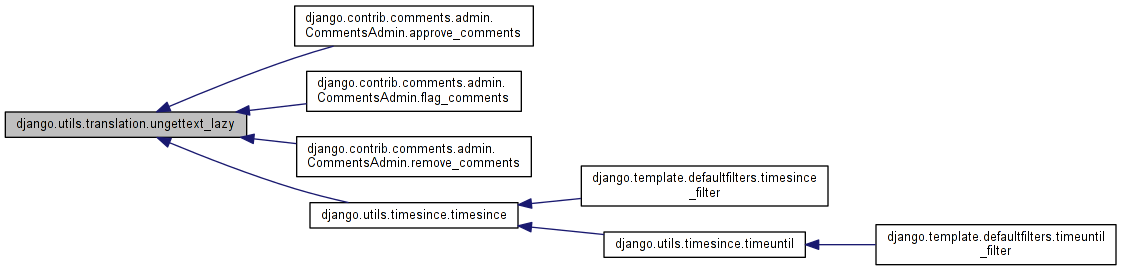 django.contrib.comments.admin.
CommentsAdmin.approve_comments
django.contrib.comments.admin.
CommentsAdmin.flag_comments
django.utils.translation.ungettext_lazy
django.contrib.comments.admin.
CommentsAdmin.remove_comments
django.template.defaultfilters.timesince
_filter
django.utils.timesince.timesince
django.utils.timesince.timeuntil
django.template.defaultfilters.timeuntil
_filter